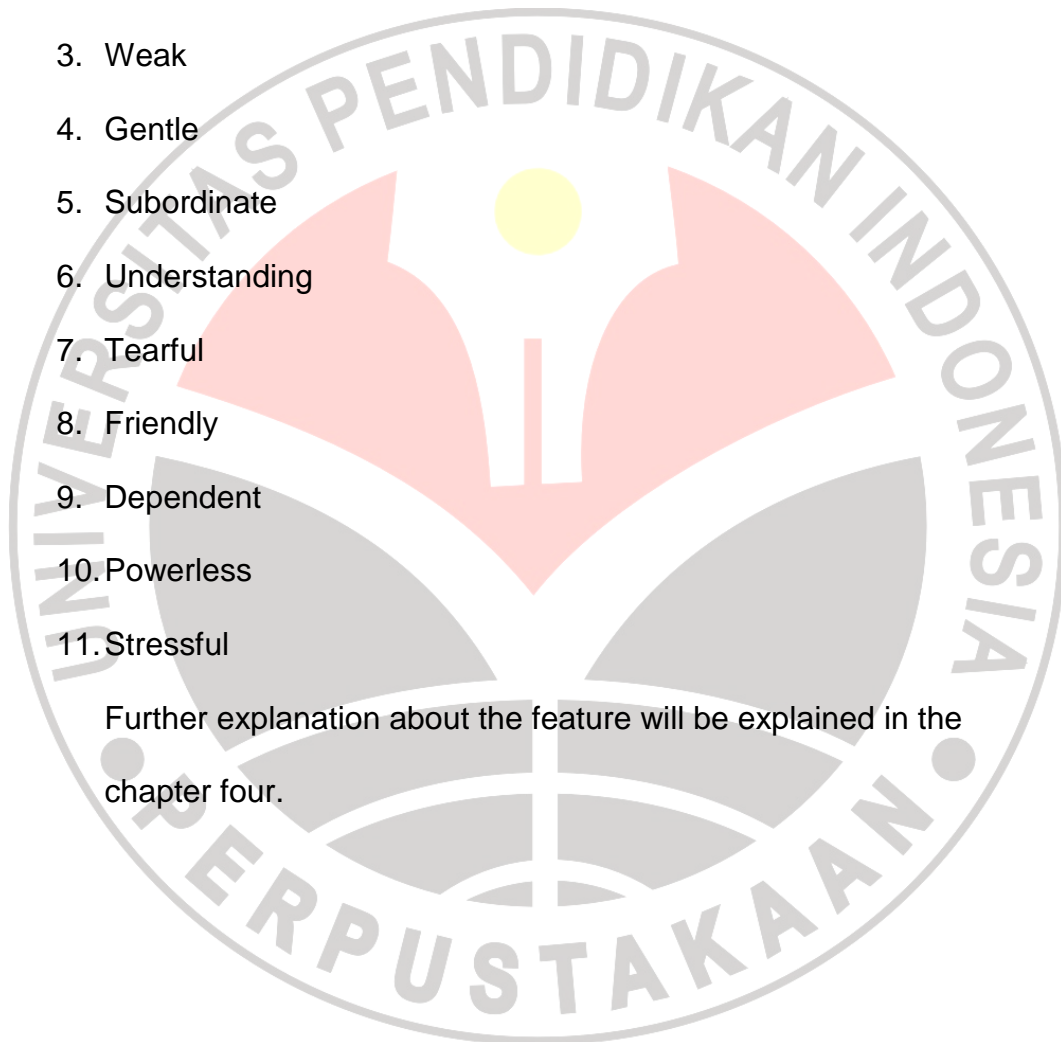 3. Weak
4. Gentle
5. Subordinate
6. Understanding
7. Tearful
8. Friendly
9. Dependent
10. Powerless
11. Stressful
Further explanation about the feature will be explained in the
chapter four.
UNIVERSITAS PENDIDIKAN INDONESIA
PERPUSTAKAAN